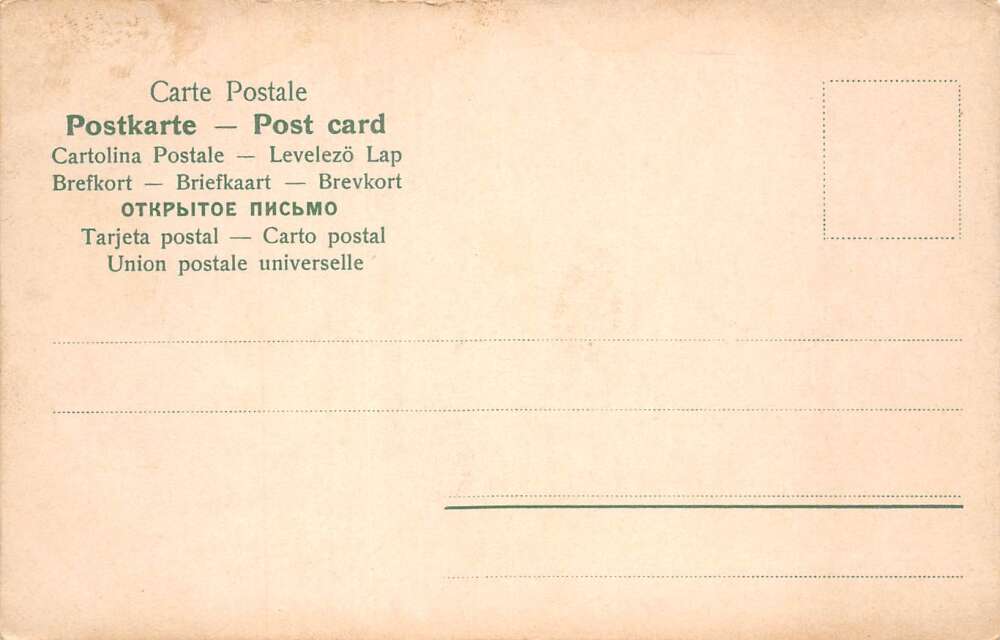 Carte Postale
Postkarte — Post card
Cartolina Postale — Levelezö Lap
Brefkort — Briefkaart — Brevkort
ОТКРЫТОЕ ПИСЬМО
Tarjeta postal — Carto postal
Union postale universelle